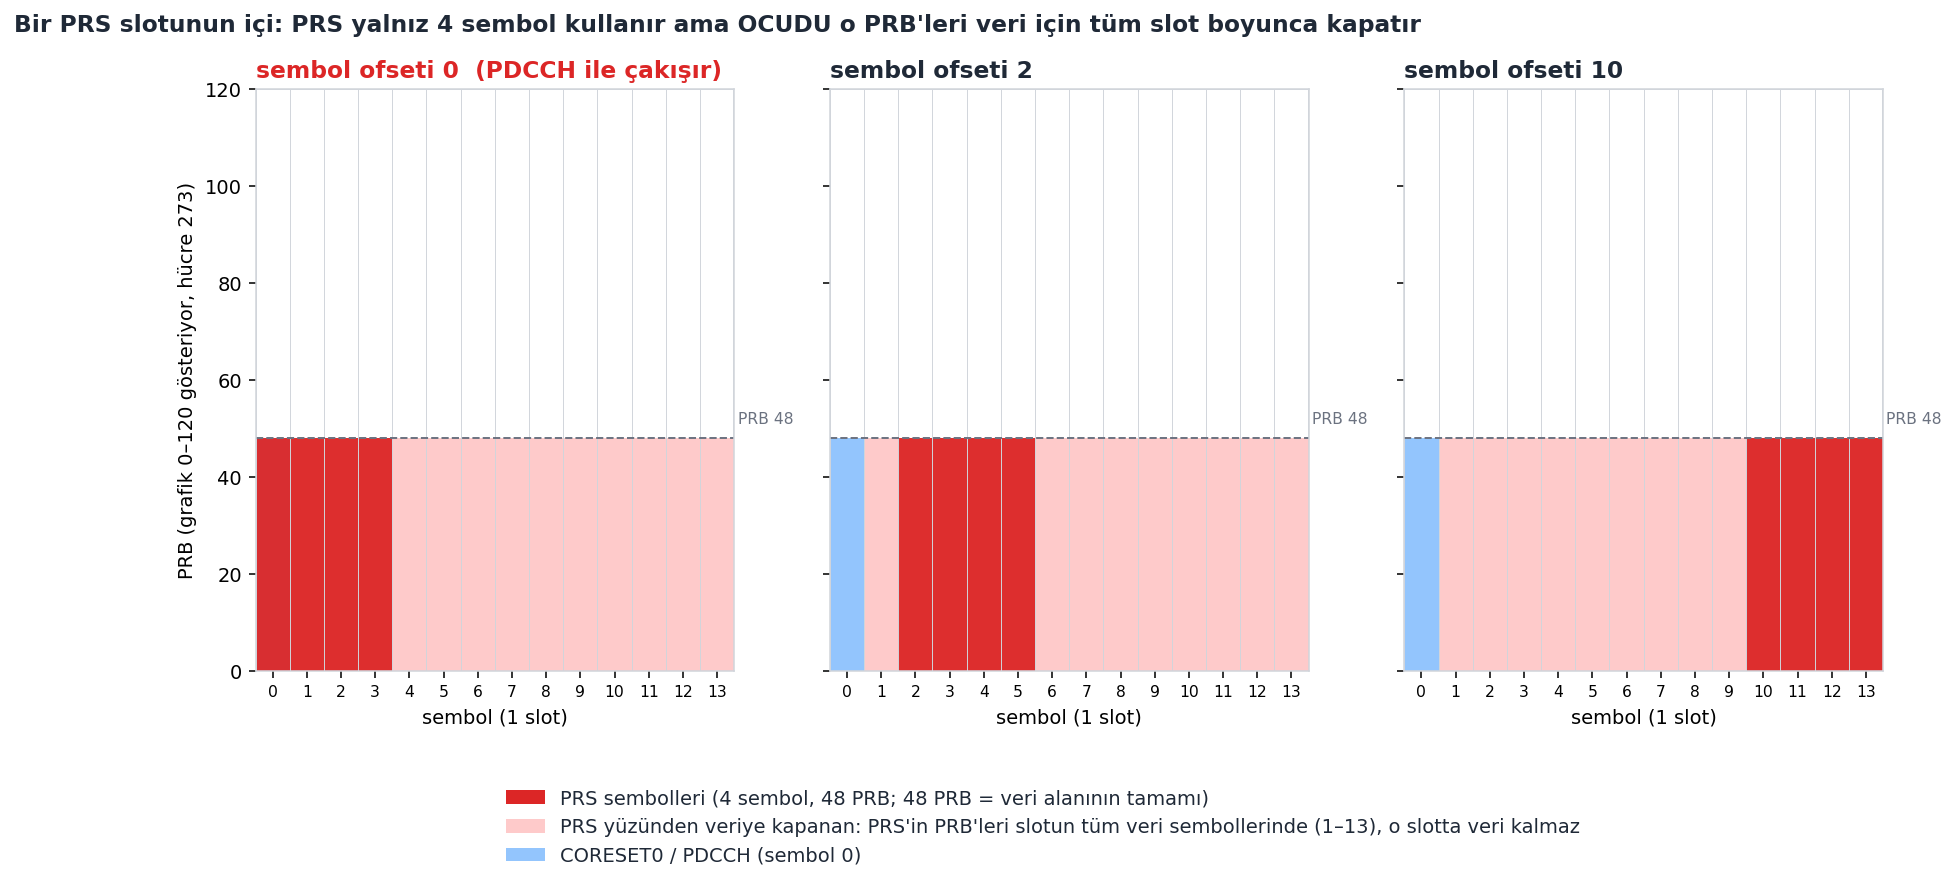 Bir PRS slotunun içi: PRS yalnız 4 sembol kullanır ama OCUDU o PRB'leri veri için tüm slot boyunca kapatır
sembol ofseti 0 (PDCCH ile çakışır)
sembol ofseti 2
sembol ofseti 10
PRB (grafik 0–120 gösteriyor, hücre 273)
120
100
80
60
40
20
0
PRB 48
PRB 48
PRB 48
0 1 2 3 4 5 6 7 8 9 10 11 12 13
0 1 2 3 4 5 6 7 8 9 10 11 12 13
0 1 2 3 4 5 6 7 8 9 10 11 12 13
sembol (1 slot)
sembol (1 slot)
sembol (1 slot)
PRS sembolleri (4 sembol, 48 PRB; 48 PRB = veri alanının tamamı)
PRS yüzünden veriye kapanan: PRS'in PRB'leri slotun tüm veri sembollerinde (1–13), o slotta veri kalmaz
CORESET0 / PDCCH (sembol 0)